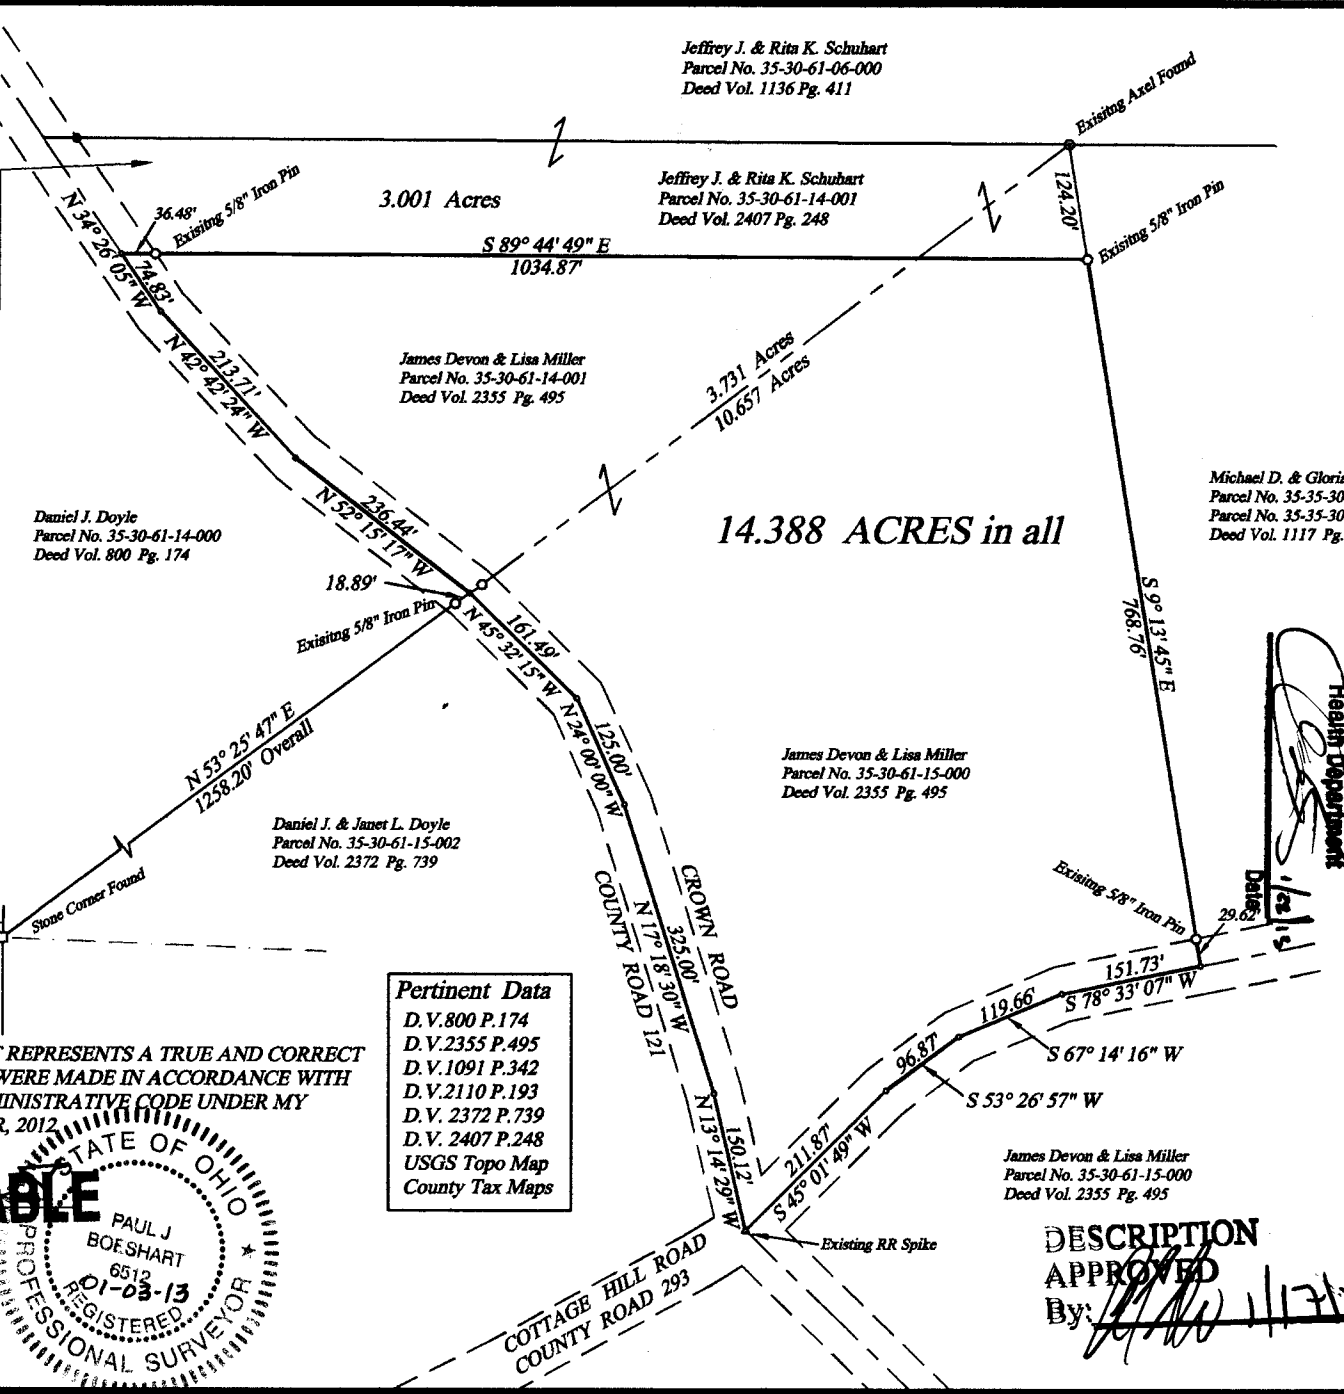 Jeffrey J. & Rita K. Schuhart
Parcel No. 35-30-61-06-000
Deed Vol. 1136 Pg. 411
Exisitng Axel Found
Jeffrey J. & Rita K. Schuhart
Parcel No. 35-30-61-14-001
Deed Vol. 2407 Pg. 248
3.001 Acres
124.20'
Exisitng 5/8" Iron Pin
36.48'
Exisitng 5/8" Iron Pin
N 34° 26' 05" W
74.83'
S 89° 44' 49" E
1034.87'
213.71'
N 42° 42' 24" W
James Devon & Lisa Miller
Parcel No. 35-30-61-14-001
Deed Vol. 2355 Pg. 495
3.731 Acres
10.657 Acres
Michael D. & Gloria
Parcel No. 35-35-30
Parcel No. 35-35-30
Deed Vol. 1117 Pg.
Daniel J. Doyle
Parcel No. 35-30-61-14-000
Deed Vol. 800 Pg. 174
236.44'
N 52° 15' 17" W
14.388 ACRES in all
18.89'
Exisitng 5/8" Iron Pin
161.49'
N 45° 32' 15" W
S 9° 13' 45" E
768.76'
N 53° 25' 47" E
1258.20' Overall
125.00'
N 24° 00' 00" W
James Devon & Lisa Miller
Parcel No. 35-30-61-15-000
Deed Vol. 2355 Pg. 495
Health Department
Date
1/22/13
Daniel J. & Janet L. Doyle
Parcel No. 35-30-61-15-002
Deed Vol. 2372 Pg. 739
Stone Corner Found
CROWN ROAD
COUNTY ROAD 121
325.00'
N 17° 18' 30" W
Exisitng 5/8" Iron Pin
29.62'
151.73'
S 78° 33' 07" W
119.66'
S 67° 14' 16" W
96.87'
S 53° 26' 57" W
Pertinent Data
D.V.800 P.174
D.V.2355 P.495
D.V.1091 P.342
D.V.2110 P.193
D.V. 2372 P.739
D.V. 2407 P.248
USGS Topo Map
County Tax Maps
REPRESENTS A TRUE AND CORRECT
WERE MADE IN ACCORDANCE WITH
MINISTRATIVE CODE UNDER MY
R, 2012
150.12'
N 13° 14' 29" W
211.87'
S 45° 01' 49" W
Existing RR Spike
James Devon & Lisa Miller
Parcel No. 35-30-61-15-000
Deed Vol. 2355 Pg. 495
ABLE
STATE OF OHIO
PAUL J
BOESHART
6512
01-03-13
REGISTERED
PROFESSIONAL SURVEYOR
COTTAGE HILL ROAD
COUNTY ROAD 293
DESCRIPTION
APPROVED
By:
1/17/